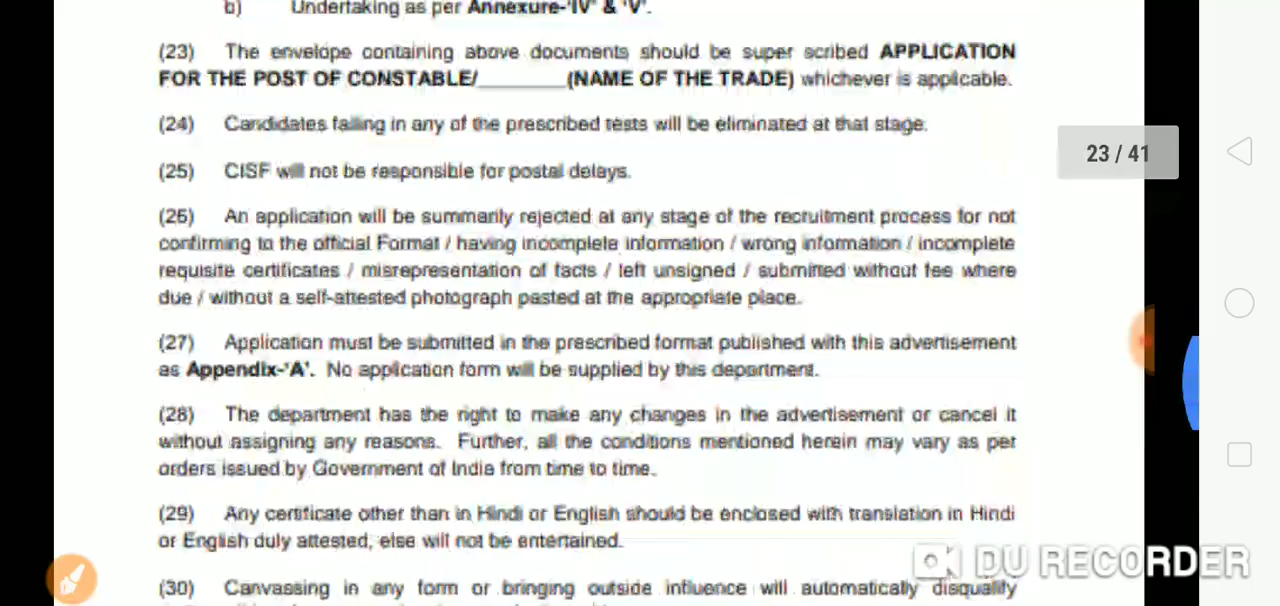 b) Undertaking as per Annexure-'IV' & 'V'.
(23) The envelope containing above documents should be super scribed APPLICATION
FOR THE POST OF CONSTABLE/________(NAME OF THE TRADE) whichever is applicable.
(24) Candidates failing in any of the prescribed tests will be eliminated at that stage.
(25) CISF will not be responsible for postal delays.
23 / 41
(26) An application will be summarily rejected at any stage of the recruitment process for not
confirming to the official Format / having incomplete information / wrong information / incomplete
requisite certificates / misrepresentation of facts / left unsigned / submitted without fee where
due / without a self-attested photograph pasted at the appropriate place.
(27) Application must be submitted in the prescribed format published with this advertisement
as Appendix-'A'. No application form will be supplied by this department.
(28) The department has the right to make any changes in the advertisement or cancel it
without assigning any reasons. Further, all the conditions mentioned herein may vary as per
orders issued by Government of India from time to time.
(29) Any certificate other than in Hindi or English should be enclosed with translation in Hindi
or English duly attested, else will not be entertained.
DU RECORDER
(30) Canvassing in any form or bringing outside influence will automatically disqualify